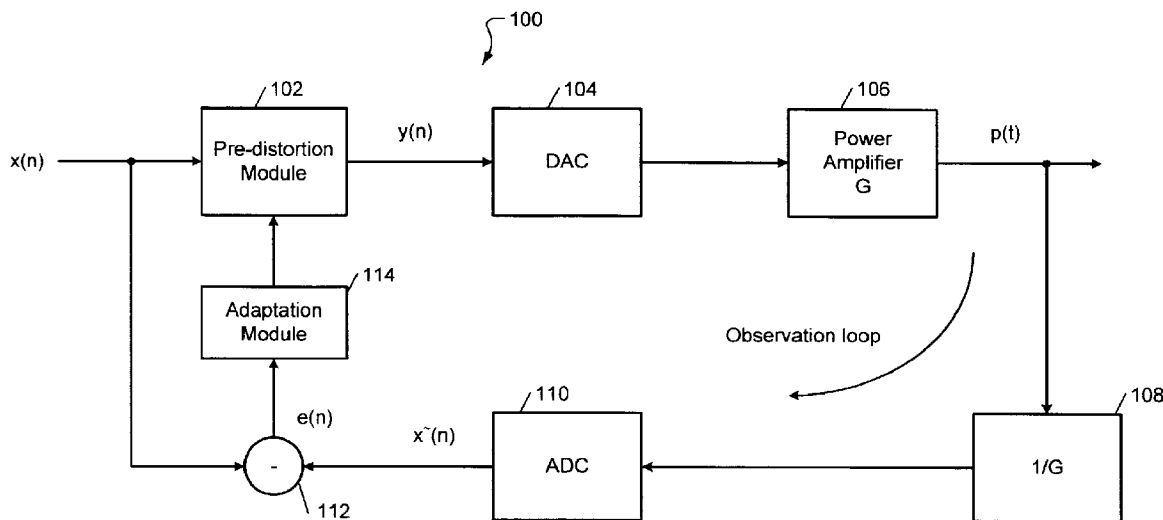 100
102
104
106
x(n)
Pre-distortion
Module
y(n)
DAC
Power
Amplifier
G
p(t)
114
Adaptation
Module
Observation loop
e(n)
110
108
x~(n)
-
ADC
1/G
112